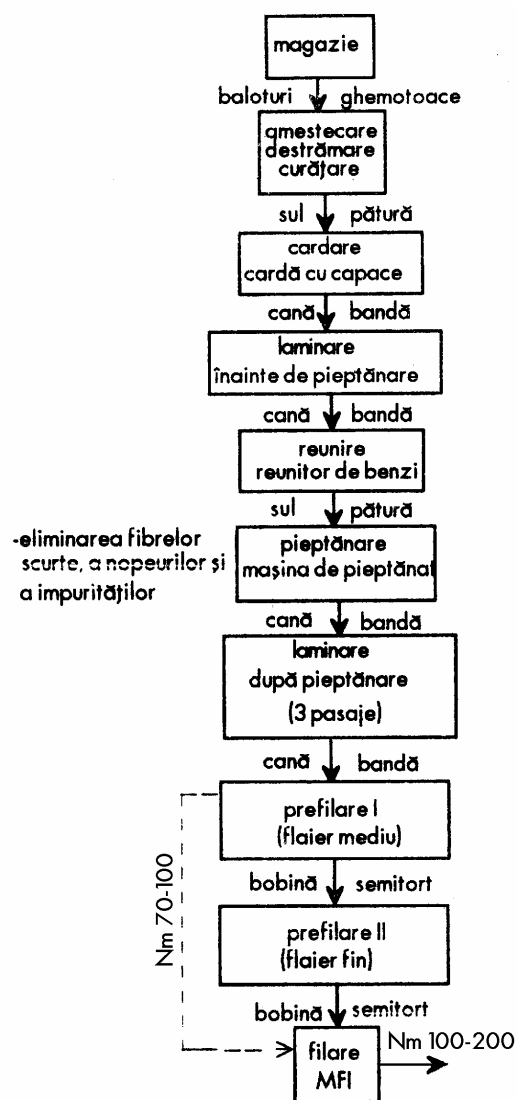 magazie
baloturi ghemotoace
amestecare
destrămare
curățare
sul pătură
cardare
cardă cu capace
cană bandă
laminare
înainte de pieptănare
cană bandă
reunire
reunitor de benzi
sul pătură
-eliminarea fibrelor
scurte, a nopeurilor și
a impurităților
pieptănare
mașina de pieptănat
cană bandă
laminare
după pieptănare
(3 pasaje)
cană bandă
prefilare I
(flaier mediu)
Nm 70-100
bobină semitort
prefilare II
(flaier fin)
bobină semitort
filare
MFI
Nm 100-200